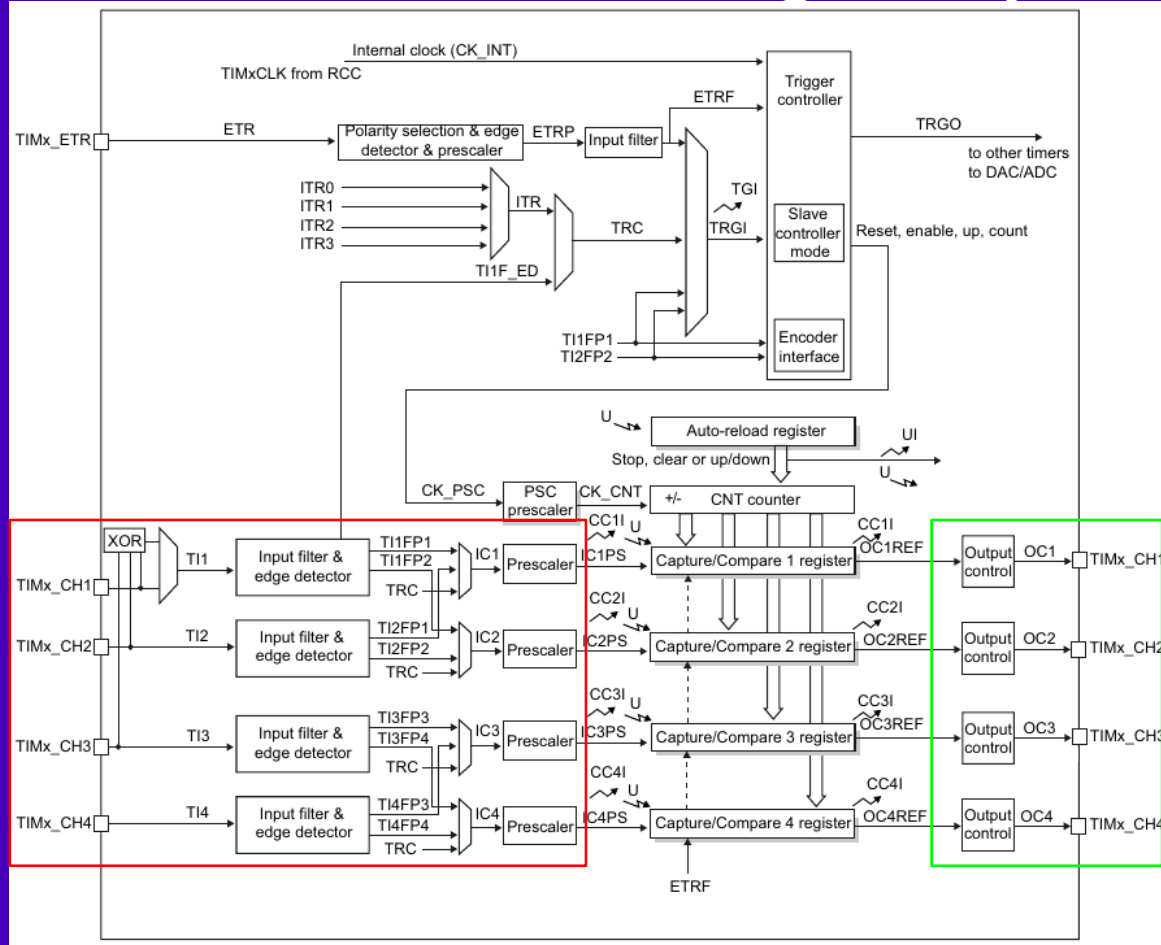 Internal clock (CK_INT)
TIMxCLK from RCC
Trigger
controller
ETRF
TIMx_ETR
ETR
Polarity selection & edge
detector & prescaler
ETRP
Input filter
TRGO
to other timers
to DAC/ADC
ITR0
ITR1
ITR2
ITR3
ITR
TRC
TGI
TRGI
Slave
controller
mode
Reset, enable, up, count
TI1F_ED
TI1FP1
TI2FP2
Encoder
interface
U
Auto-reload register
UI
Stop, clear or up/down
U
CK_PSC
PSC
prescaler
CK_CNT
+/-
CNT counter
XOR
TI1
Input filter &
edge detector
TI1FP1
TI1FP2
TRC
IC1
Prescaler
CC1I
U
IC1PS
Capture/Compare 1 register
CC1I
OC1REF
Output
control
OC1
TIMx_CH1
TIMx_CH1
TIMx_CH2
TI2
Input filter &
edge detector
TI2FP1
TI2FP2
TRC
IC2
Prescaler
CC2I
U
IC2PS
Capture/Compare 2 register
CC2I
OC2REF
Output
control
OC2
TIMx_CH2
TIMx_CH3
TI3
Input filter &
edge detector
TI3FP3
TI3FP4
TRC
IC3
Prescaler
CC3I
U
IC3PS
Capture/Compare 3 register
CC3I
OC3REF
Output
control
OC3
TIMx_CH3
TIMx_CH4
TI4
Input filter &
edge detector
TI4FP3
TI4FP4
TRC
IC4
Prescaler
CC4I
U
IC4PS
Capture/Compare 4 register
CC4I
OC4REF
Output
control
OC4
TIMx_CH4
ETRF